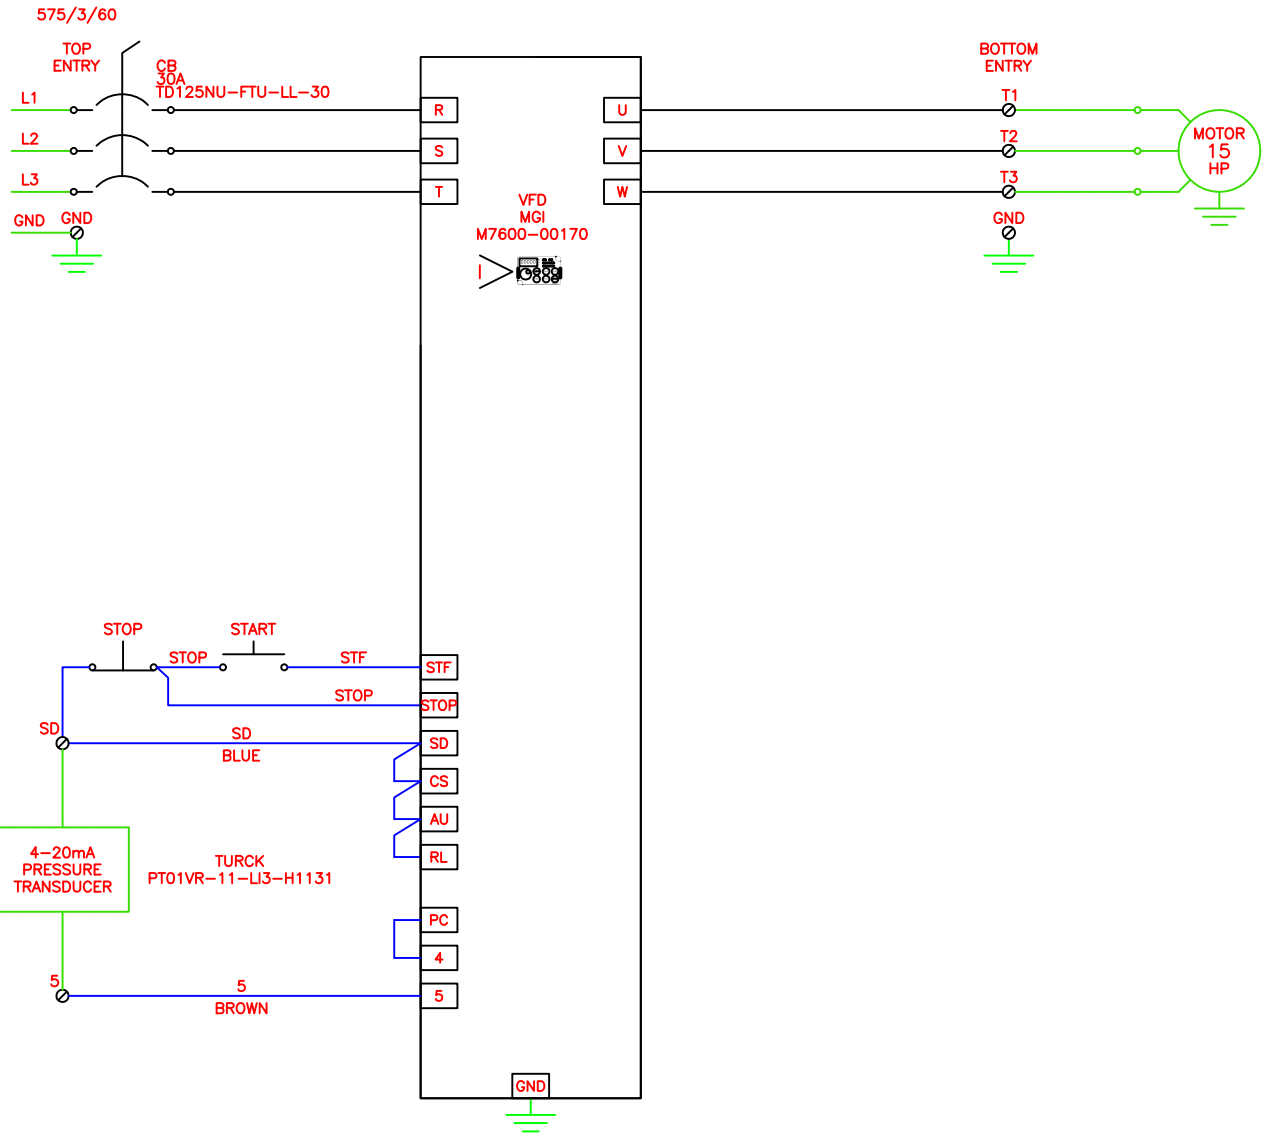 575/3/60
TOP
ENTRY
CB
30A
TD125NU-FTU-LL-30
BOTTOM
ENTRY
L1
R
U
T1
L2
S
V
T2
MOTOR
15
HP
L3
T
W
T3
GND
GND
VFD
MGI
M7600-00170
GND
I
STOP
START
STOP
STF
STF
STOP
STOP
SD
SD
SD
BLUE
CS
AU
4-20mA
PRESSURE
TRANSDUCER
TURCK
PT01VR-11-LI3-H1131
RL
PC
4
5
5
5
BROWN
GND